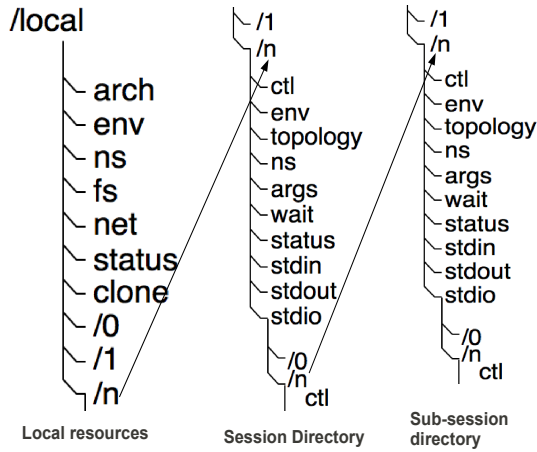 /local
arch
env
ns
fs
net
status
clone
/0
/1
/n
Local resources
/1
/n
ctl
env
topology
ns
args
wait
status
stdin
stdout
stdio
/0
/n
ctl
Session Directory
/1
/n
ctl
env
topology
ns
args
wait
status
stdin
stdout
stdio
/0
/n
ctl
Sub-session
directory